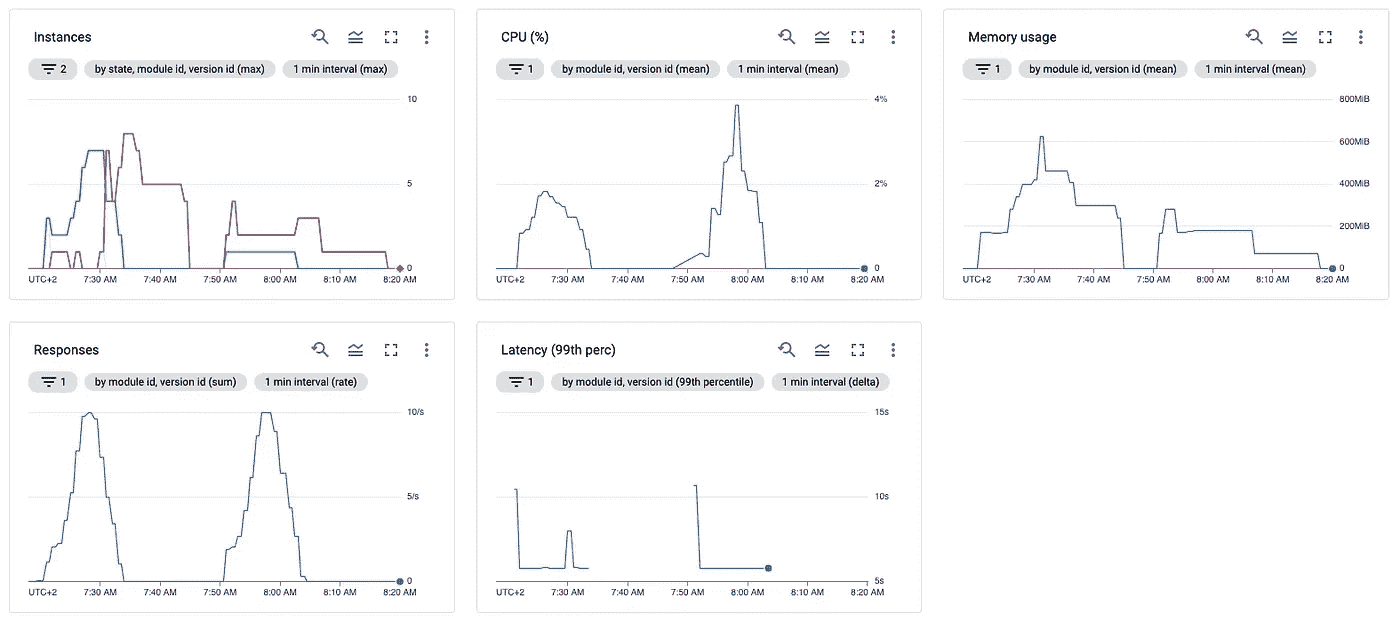 Instances
2 by state, module id, version id (max) 1 min interval (max)
10
5
0
UTC+2 7:30 AM 7:40 AM 7:50 AM 8:00 AM 8:10 AM 8:20 AM
CPU (%)
1 by module id, version id (mean) 1 min interval (mean)
4%
2%
0
UTC+2 7:30 AM 7:40 AM 7:50 AM 8:00 AM 8:10 AM 8:20 AM
Memory usage
1 by module id, version id (mean) 1 min interval (mean)
800MiB
600MiB
400MiB
200MiB
0
UTC+2 7:30 AM 7:40 AM 7:50 AM 8:00 AM 8:10 AM 8:20 AM
Responses
1 by module id, version id (sum) 1 min interval (rate)
10/s
5/s
0
UTC+2 7:30 AM 7:40 AM 7:50 AM 8:00 AM 8:10 AM 8:20 AM
Latency (99th perc)
1 by module id, version id (99th percentile) 1 min interval (delta)
15s
10s
5s
UTC+2 7:30 AM 7:40 AM 7:50 AM 8:00 AM 8:10 AM 8:20 AM